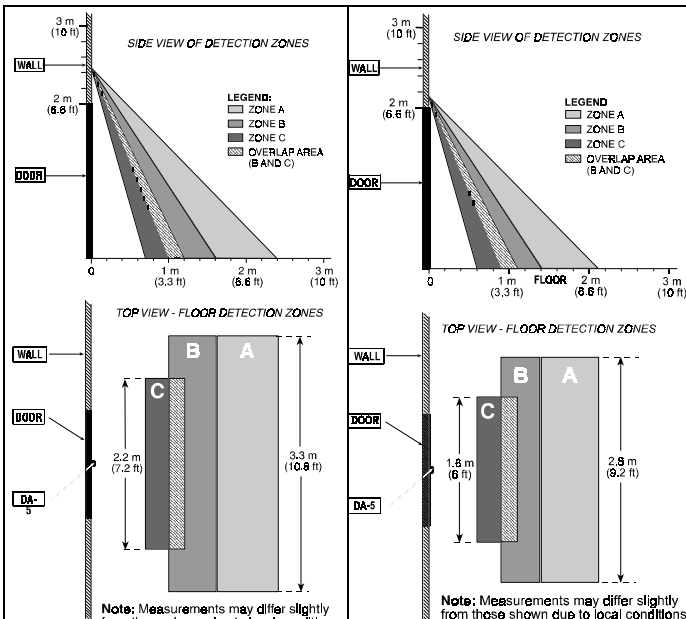 3 m
(10 ft)
SIDE VIEW OF DETECTION ZONES
WALL
2 m
(6.6 ft)
LEGEND:
ZONE A
ZONE B
ZONE C
OVERLAP AREA
(B AND C)
DOOR
0
1 m
(3.3 ft)
2 m
(6.6 ft)
3 m
(10 ft)
TOP VIEW - FLOOR DETECTION ZONES
WALL
B
A
C
DOOR
2.2 m
(7.2 ft)
3.3 m
(10.8 ft)
DA-
5
Note: Measurements may differ slightly
3 m
(10 ft)
SIDE VIEW OF DETECTION ZONES
WALL
2 m
(6.6 ft)
LEGEND
ZONE A
ZONE B
ZONE C
OVERLAP AREA
(B AND C)
DOOR
0
1 m
(3.3 ft)
FLOOR
2 m
(6.6 ft)
3 m
(10 ft)
TOP VIEW - FLOOR DETECTION ZONES
WALL
B
A
C
DOOR
1.8 m
(6 ft)
2.8 m
(9.2 ft)
DA-5
Note: Measurements may differ slightly
from those shown due to local conditions